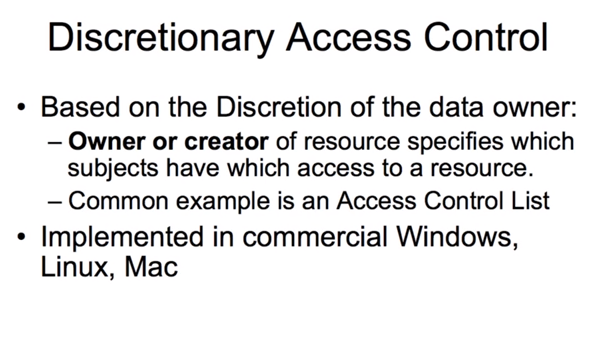 Discretionary Access Control
• Based on the Discretion of the data owner:
– Owner or creator of resource specifies which
subjects have which access to a resource.
– Common example is an Access Control List
• Implemented in commercial Windows,
Linux, Mac